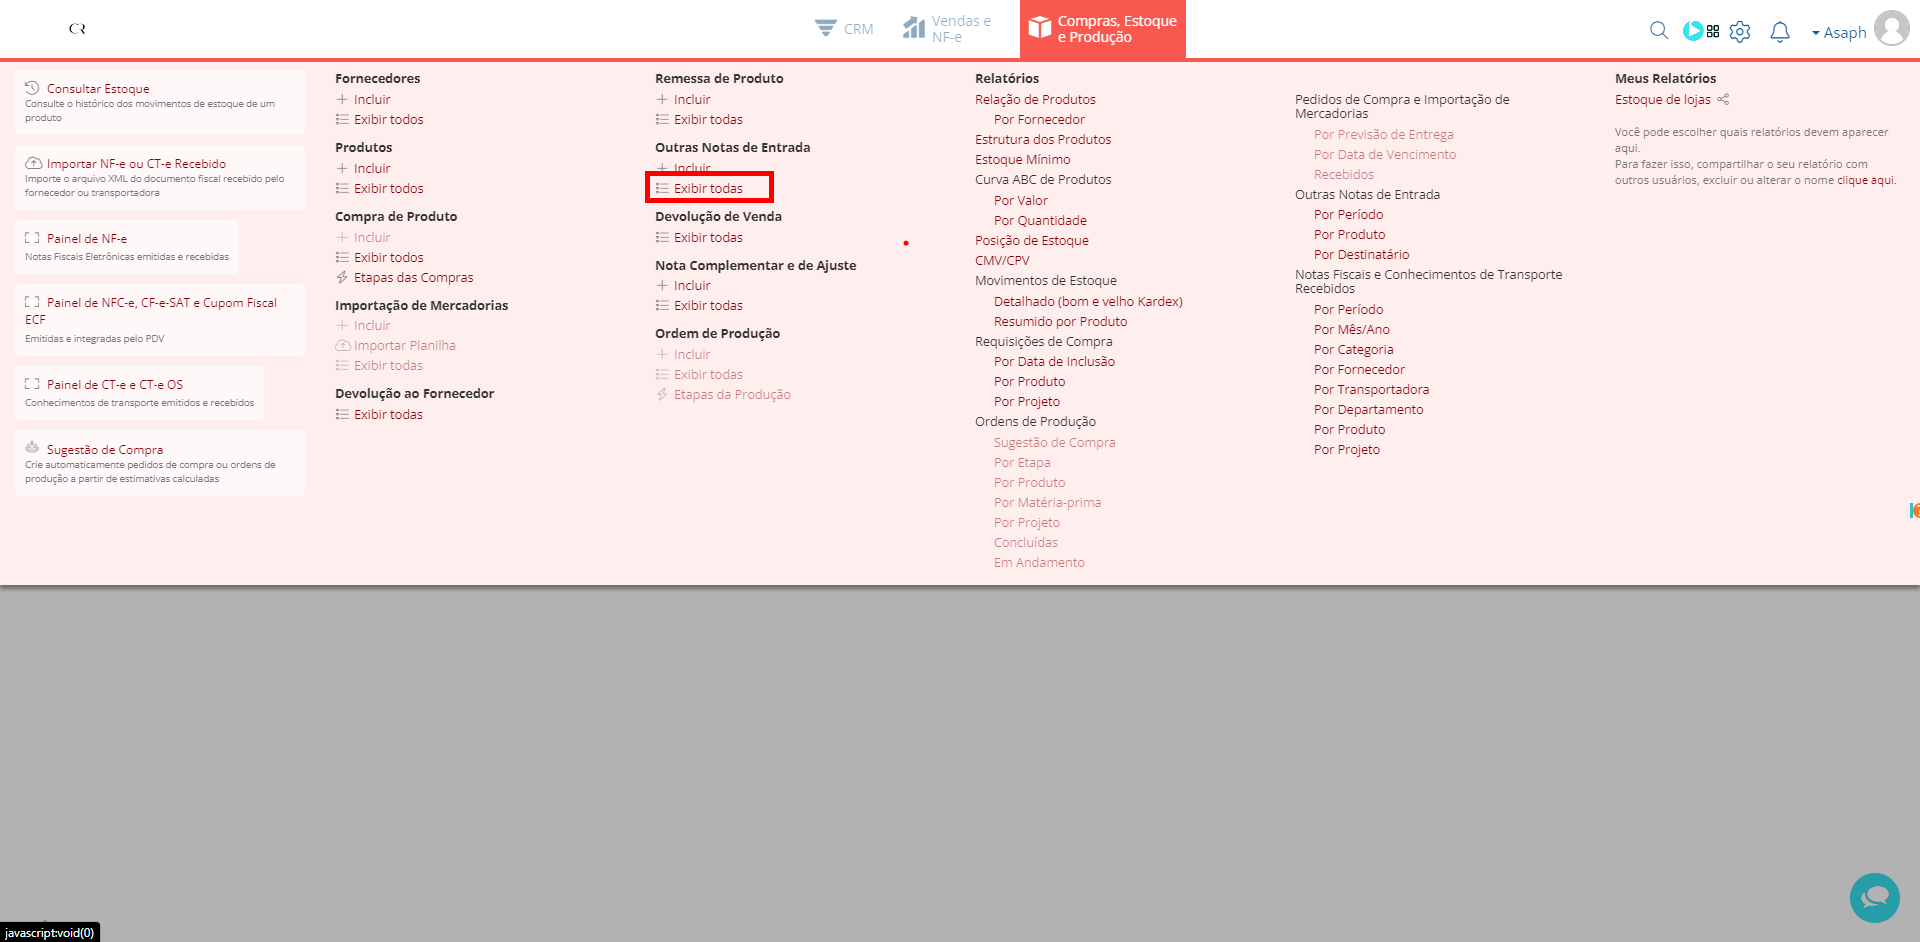 CR
CRM
Vendas e
NF-e
Compras, Estoque
e Produção
Asaph
Consultar Estoque
Consulte o histórico dos movimentos de estoque de um
produto
Importar NF-e ou CT-e Recebido
Importe o arquivo XML do documento fiscal recebido pelo
fornecedor ou transportadora
Painel de NF-e
Notas Fiscais Eletrônicas emitidas e recebidas
Painel de NFC-e, CF-e-SAT e Cupom Fiscal
ECF
Emitidas e integradas pelo PDV
Painel de CT-e e CT-e OS
Conhecimentos de transporte emitidos e recebidos
Sugestão de Compra
Crie automaticamente pedidos de compra ou ordens de
produção a partir de estimativas calculadas
Fornecedores
Incluir
Exibir todos
Produtos
Incluir
Exibir todos
Compra de Produto
Incluir
Exibir todos
Etapas das Compras
Importação de Mercadorias
Incluir
Importar Planilha
Exibir todas
Devolução ao Fornecedor
Exibir todas
Remessa de Produto
Incluir
Exibir todas
Outras Notas de Entrada
Incluir
Exibir todas
Devolução de Venda
Exibir todas
Nota Complementar e de Ajuste
Incluir
Exibir todas
Ordem de Produção
Incluir
Exibir todas
Etapas da Produção
Relatórios
Relação de Produtos
Por Fornecedor
Estrutura dos Produtos
Estoque Mínimo
Curva ABC de Produtos
Por Valor
Por Quantidade
Posição de Estoque
CMV/CPV
Movimentos de Estoque
Detalhado (bom e velho Kardex)
Resumido por Produto
Requisições de Compra
Por Data de Inclusão
Por Produto
Por Projeto
Ordens de Produção
Sugestão de Compra
Por Etapa
Por Produto
Por Matéria-prima
Por Projeto
Concluídas
Em Andamento
Pedidos de Compra e Importação de
Mercadorias
Por Previsão de Entrega
Por Data de Vencimento
Recebidos
Outras Notas de Entrada
Por Período
Por Produto
Por Destinatário
Notas Fiscais e Conhecimentos de Transporte
Recebidos
Por Período
Por Mês/Ano
Por Categoria
Por Fornecedor
Por Transportadora
Por Departamento
Por Produto
Por Projeto
Meus Relatórios
Estoque de lojas
Você pode escolher quais relatórios devem aparecer
aqui.
Para fazer isso, compartilhar o seu relatório com
outros usuários, excluir ou alterar o nome clique aqui.
javascript:void(0)